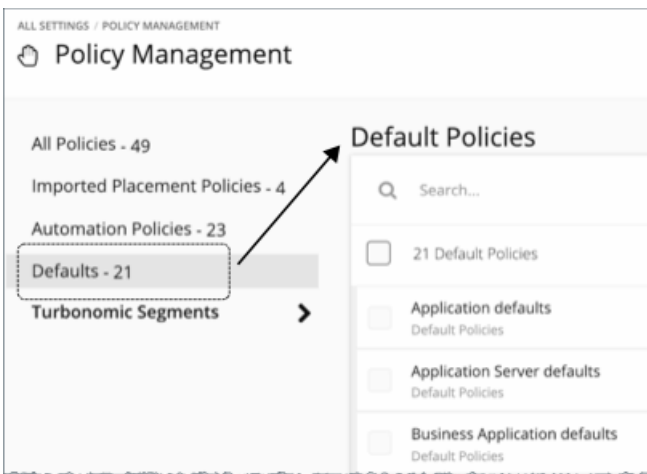 ALL SETTINGS / POLICY MANAGEMENT
Policy Management
All Policies - 49
Imported Placement Policies - 4
Automation Policies - 23
Defaults - 21
Turbonomic Segments
Default Policies
Search...
21 Default Policies
Application defaults
Default Policies
Application Server defaults
Default Policies
Business Application defaults
Default Policies